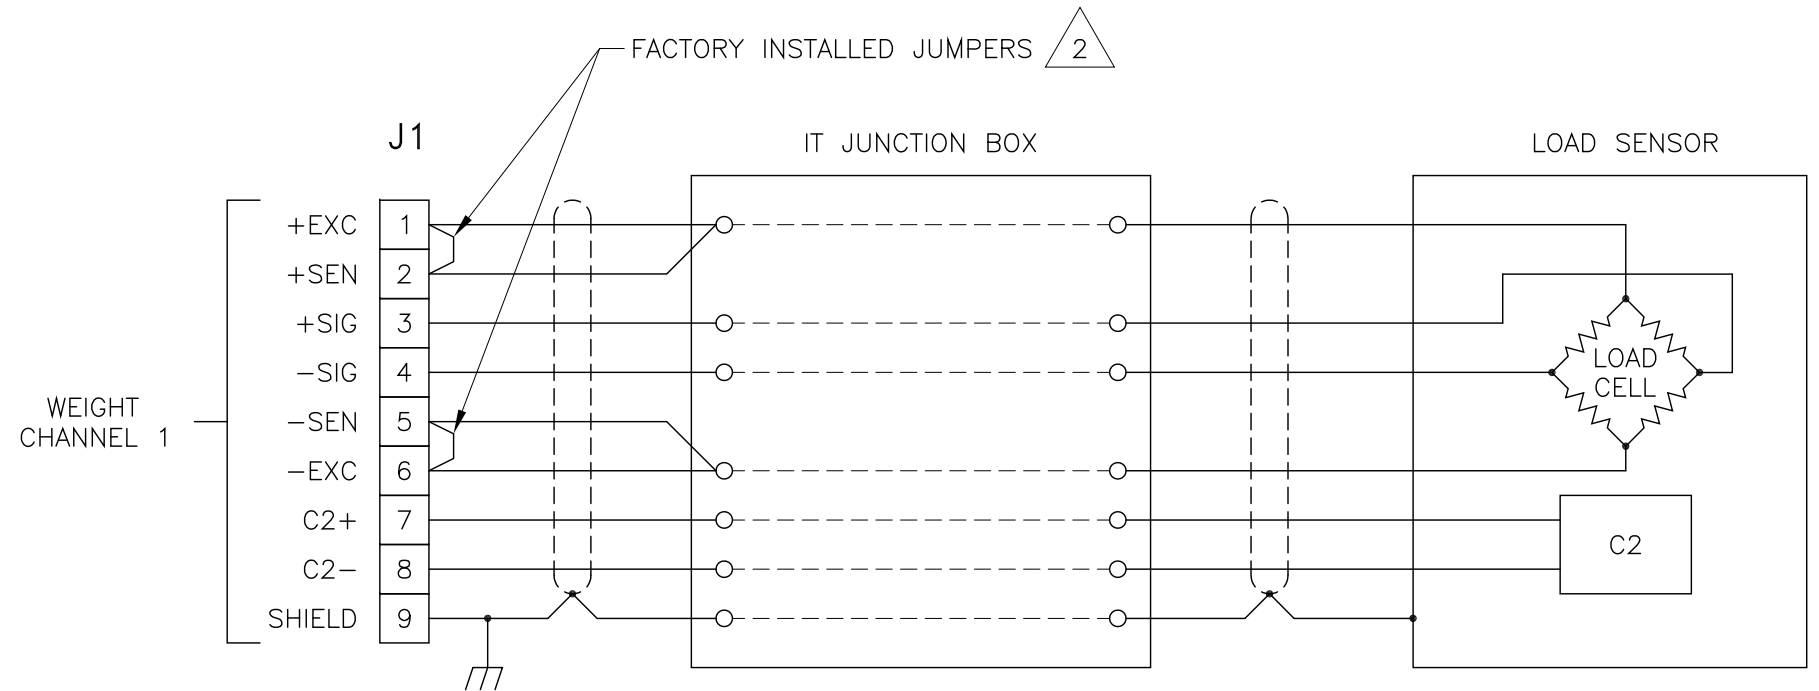 FACTORY INSTALLED JUMPERS 2
J1
IT JUNCTION BOX
LOAD SENSOR
+EXC 1
+SEN 2
+SIG 3
-SIG 4
-SEN 5
-EXC 6
C2+ 7
C2- 8
SHIELD 9
WEIGHT
CHANNEL 1
LOAD
CELL
C2